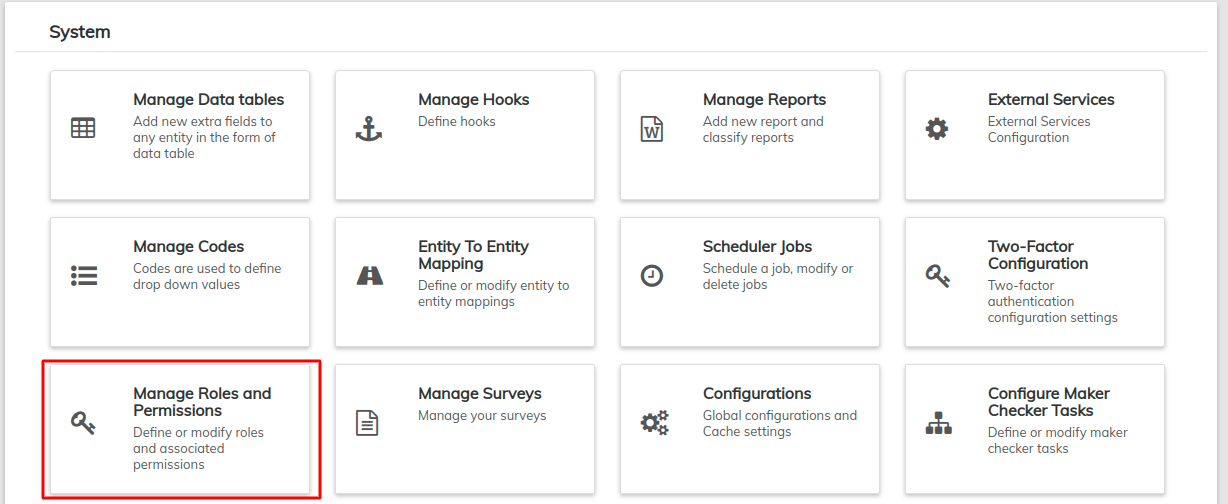 System
Manage Data tables
Add new extra fields to
any entity in the form of
data table
Manage Hooks
Define hooks
Manage Reports
Add new report and
classify reports
External Services
External Services
Configuration
Manage Codes
Codes are used to define
drop down values
Entity To Entity
Mapping
Define or modify entity to
entity mappings
Scheduler Jobs
Schedule a job, modify or
delete jobs
Two-Factor
Configuration
Two-factor
authentication
configuration settings
Manage Roles and
Permissions
Define or modify roles
and associated
permissions
Manage Surveys
Manage your surveys
Configurations
Global configurations and
Cache settings
Configure Maker
Checker Tasks
Define or modify maker
checker tasks